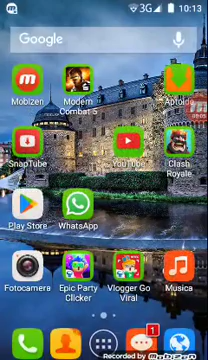 3G 10:13
Google
Mobizen
Modern
Combat 5
Aptoide
SnapTube
YouTube
Clash
Royale
Play Store
WhatsApp
Fotocamera
Epic Party
Clicker
Vlogger Go
Viral
Musica
1
Recorded by Mobizen